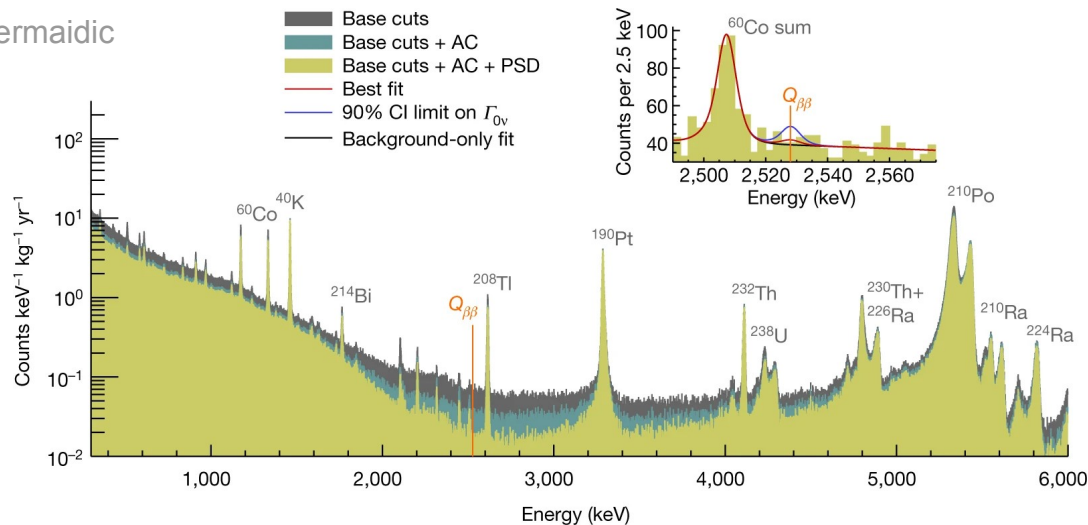 ermaidic
Base cuts
Base cuts + AC
Base cuts + AC + PSD
Best fit
90% CI limit on Γ0ν
Background-only fit
Counts per 2.5 keV
100
80
60
40
60Co sum
Qββ
2,500 2,520 2,540 2,560
Energy (keV)
Counts keV−1 kg−1 yr−1
10²
10¹
10⁰
10−1
10−2
60Co
40K
214Bi
Qββ
208Tl
190Pt
232Th
238U
230Th+
226Ra
210Po
210Ra
224Ra
1,000 2,000 3,000 4,000 5,000 6,000
Energy (keV)